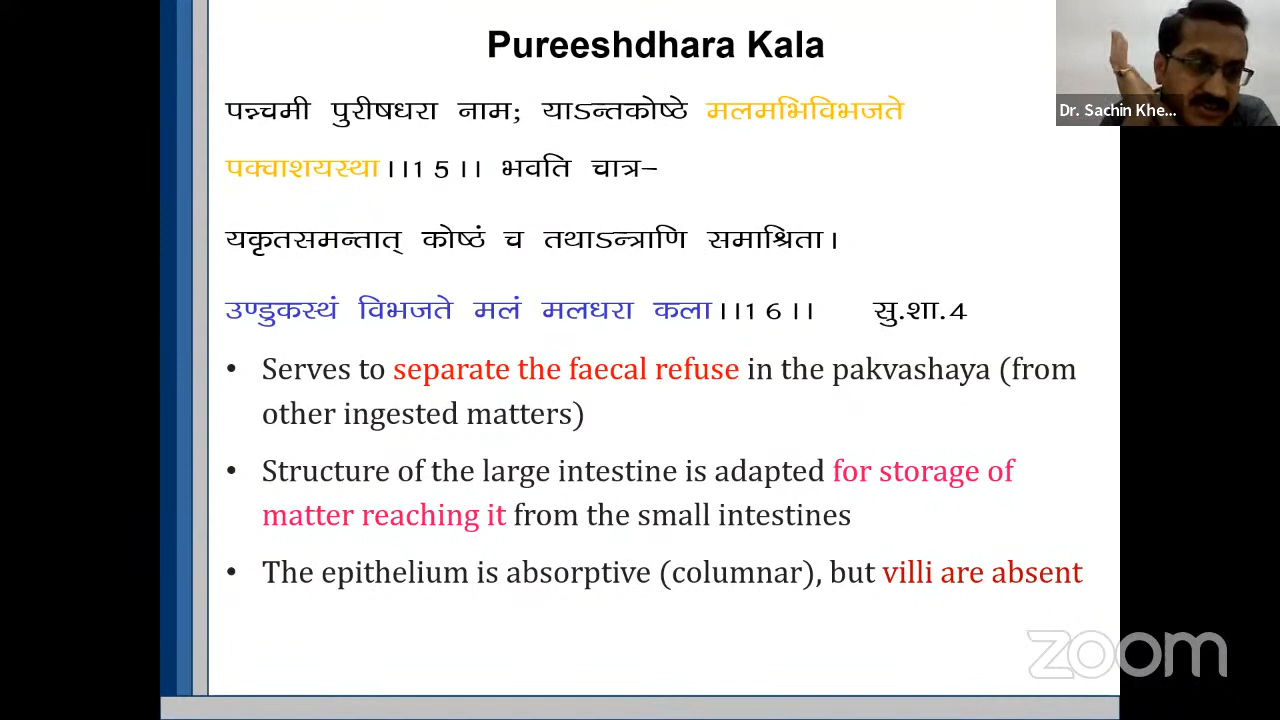 Pureeshdhara Kala
Dr. Sachin Khe...
पन्नचमी पुरीषधरा नाम; याऽन्तकोष्ठे मलमभिविभजते
पक्वाशयस्था ।।15।। भवति चात्र–
यकृतसमन्तात् कोष्ठं च तथाऽन्त्राणि समाश्रिता।
उण्डुकस्थं विभजते मलं मलधरा कला ।।16।। सु.शा.4
• Serves to separate the faecal refuse in the pakvashaya (from
other ingested matters)
• Structure of the large intestine is adapted for storage of
matter reaching it from the small intestines
• The epithelium is absorptive (columnar), but villi are absent
zoom